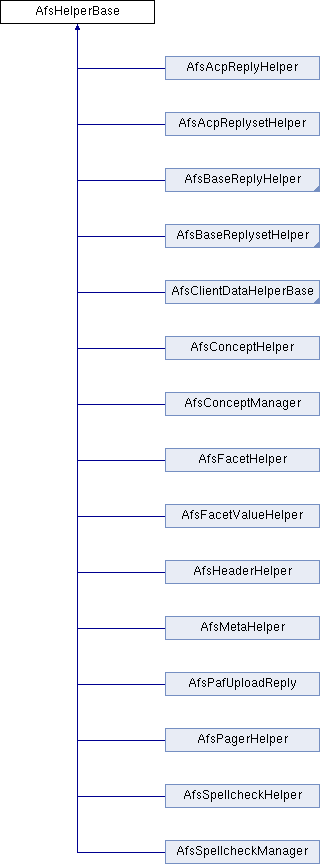 AfsHelperBase
AfsAcpReplyHelper
AfsAcpReplysetHelper
AfsBaseReplyHelper
AfsBaseReplysetHelper
AfsClientDataHelperBase
AfsConceptHelper
AfsConceptManager
AfsFacetHelper
AfsFacetValueHelper
AfsHeaderHelper
AfsMetaHelper
AfsPafUploadReply
AfsPagerHelper
AfsSpellcheckHelper
AfsSpellcheckManager